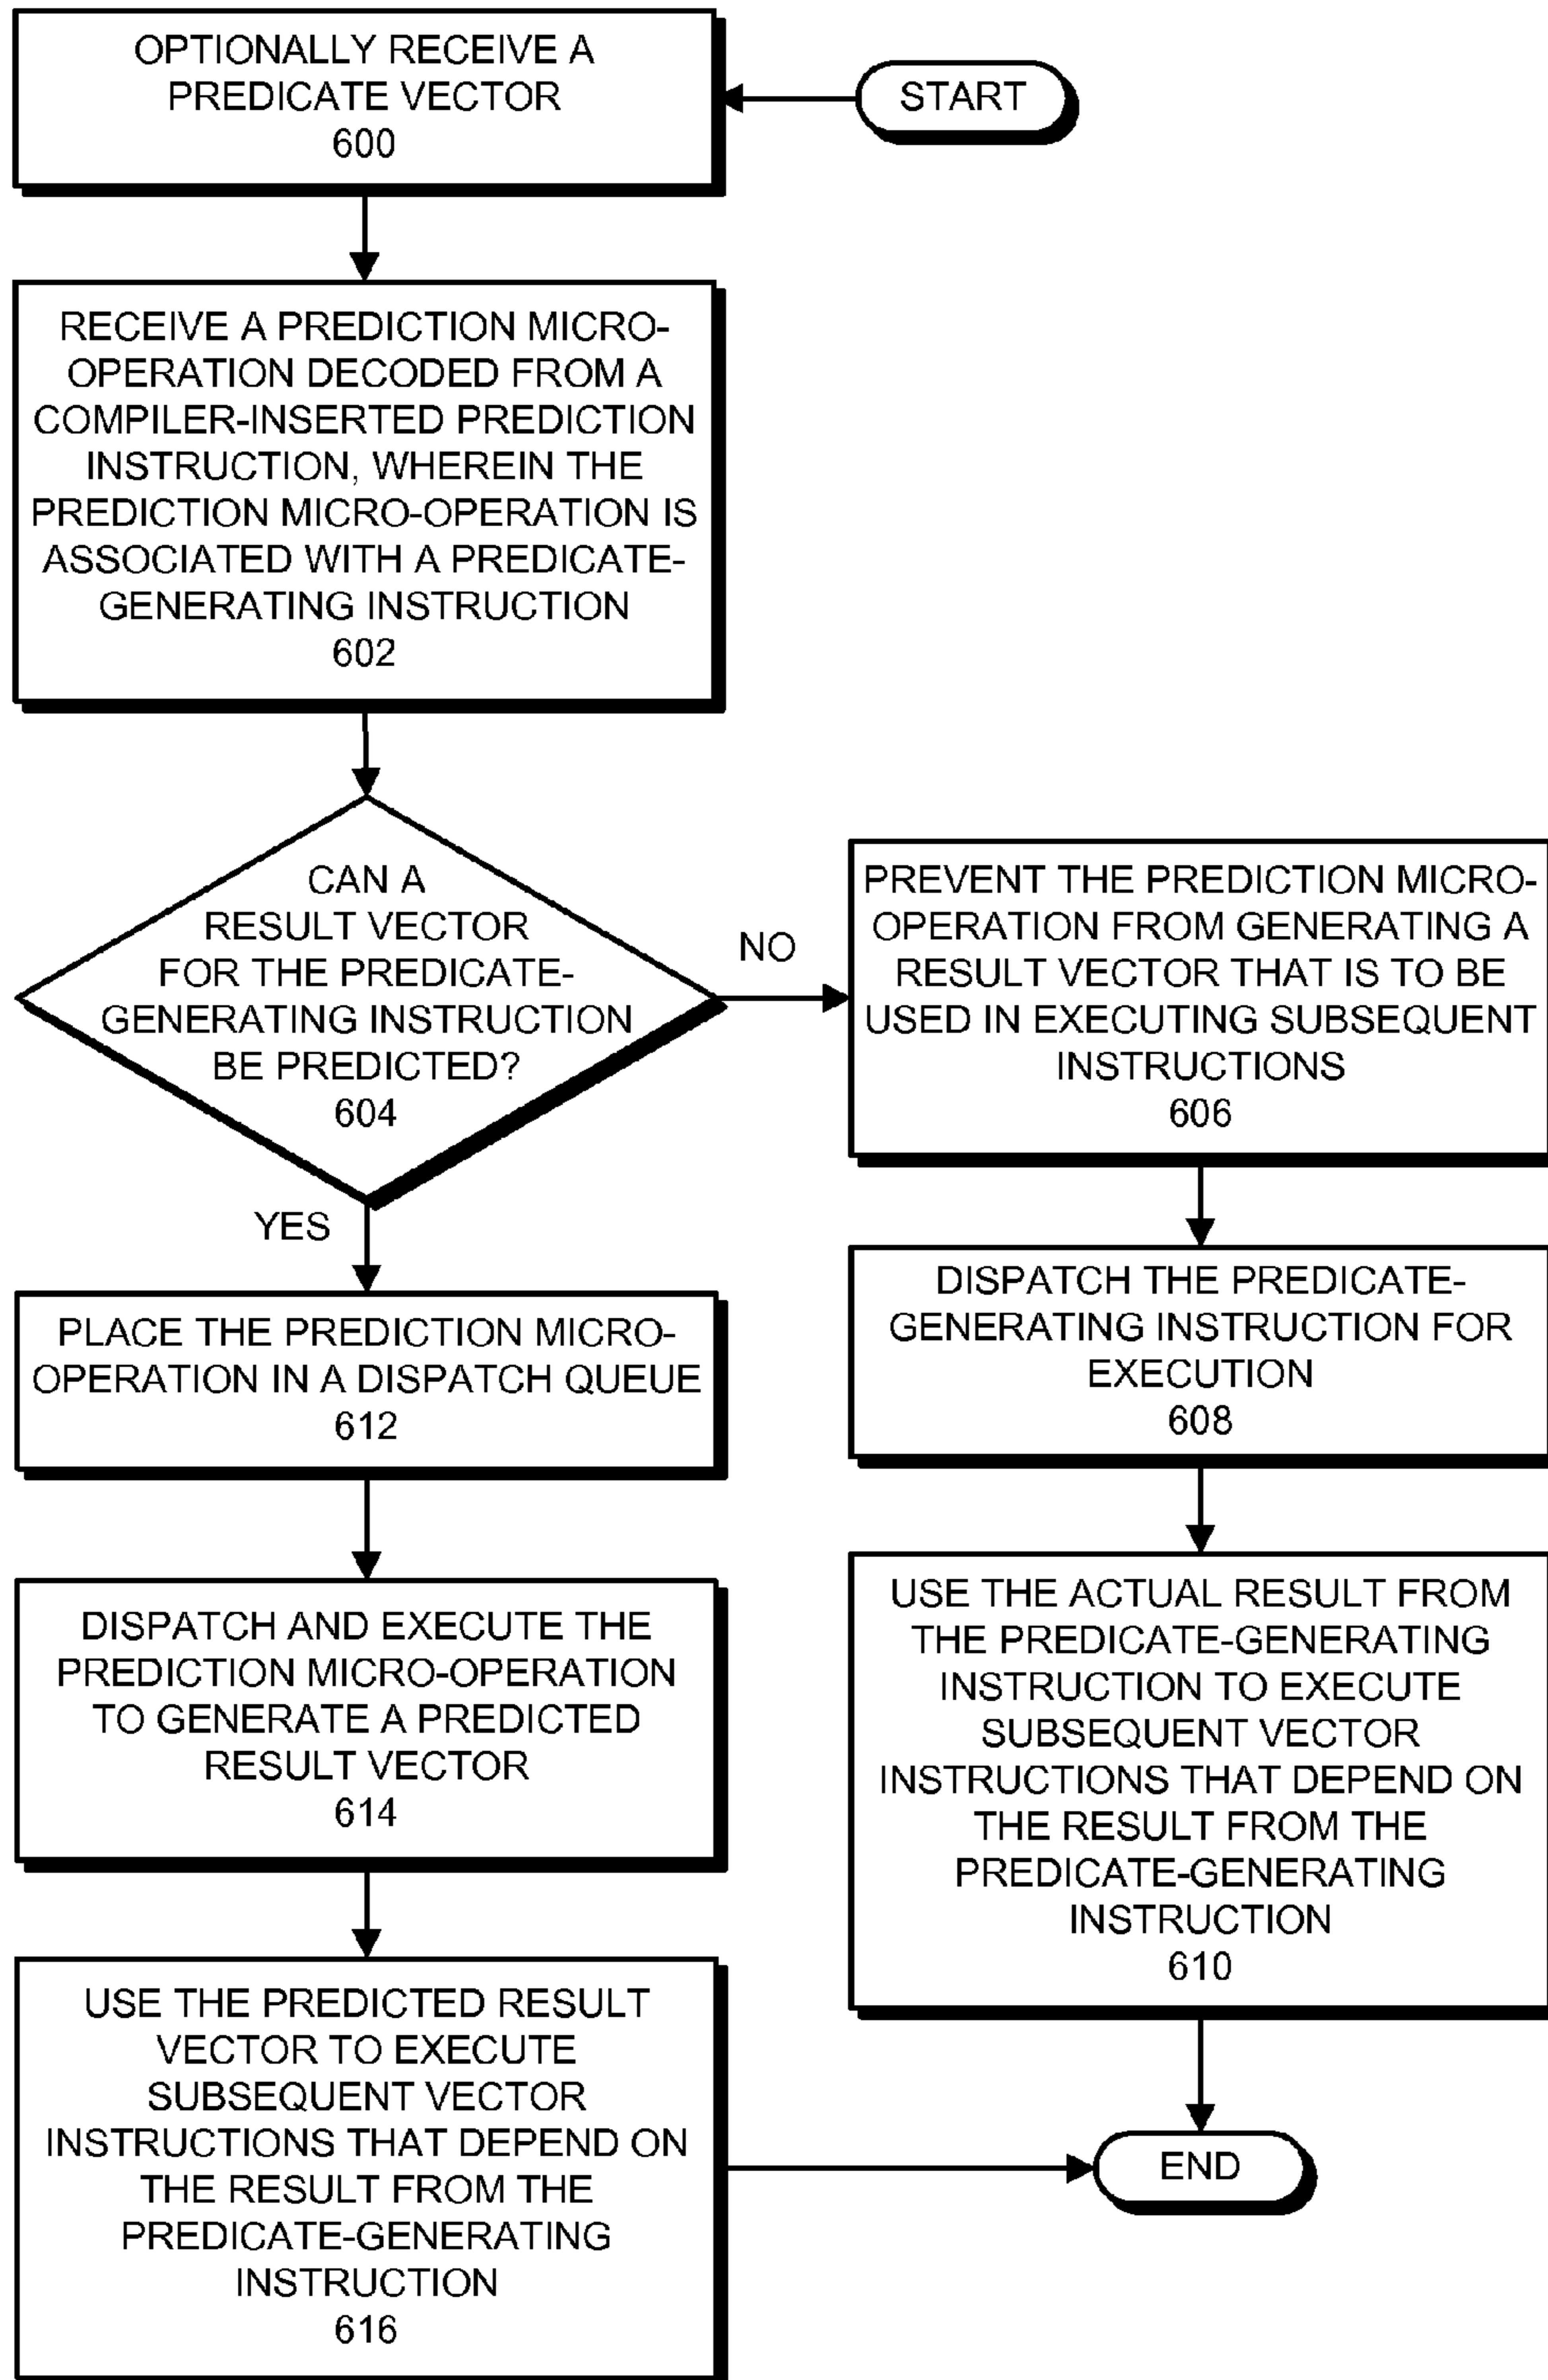 START
OPTIONALLY RECEIVE A
PREDICATE VECTOR
600
RECEIVE A PREDICTION MICRO-
OPERATION DECODED FROM A
COMPILER-INSERTED PREDICTION
INSTRUCTION, WHEREIN THE
PREDICTION MICRO-OPERATION IS
ASSOCIATED WITH A PREDICATE-
GENERATING INSTRUCTION
602
CAN A
RESULT VECTOR
FOR THE PREDICATE-
GENERATING INSTRUCTION
BE PREDICTED?
604
NO
PREVENT THE PREDICTION MICRO-
OPERATION FROM GENERATING A
RESULT VECTOR THAT IS TO BE
USED IN EXECUTING SUBSEQUENT
INSTRUCTIONS
606
DISPATCH THE PREDICATE-
GENERATING INSTRUCTION FOR
EXECUTION
608
USE THE ACTUAL RESULT FROM
THE PREDICATE-GENERATING
INSTRUCTION TO EXECUTE
SUBSEQUENT VECTOR
INSTRUCTIONS THAT DEPEND ON
THE RESULT FROM THE
PREDICATE-GENERATING
INSTRUCTION
610
YES
PLACE THE PREDICTION MICRO-
OPERATION IN A DISPATCH QUEUE
612
DISPATCH AND EXECUTE THE
PREDICTION MICRO-OPERATION
TO GENERATE A PREDICTED
RESULT VECTOR
614
USE THE PREDICTED RESULT
VECTOR TO EXECUTE
SUBSEQUENT VECTOR
INSTRUCTIONS THAT DEPEND ON
THE RESULT FROM THE
PREDICATE-GENERATING
INSTRUCTION
616
END